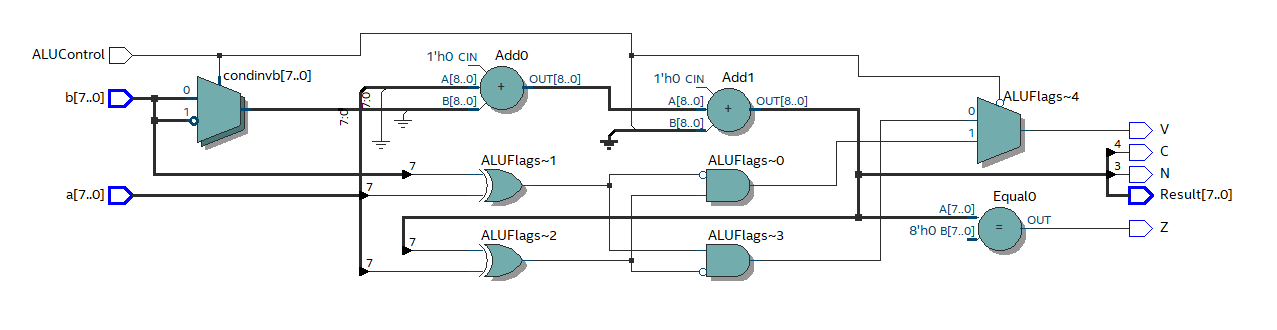 ALUControl
condinvb[7..0]
b[7..0]
0
1
7:0
7:0
1'h0 CIN
Add0
A[8..0]
B[8..0]
+
OUT[8..0]
1'h0 CIN
Add1
A[8..0]
B[8..0]
+
OUT[8..0]
ALUFlags~4
0
1
V
4
C
3
N
Result[7..0]
a[7..0]
7
7
ALUFlags~1
ALUFlags~0
7
7
ALUFlags~2
ALUFlags~3
Equal0
A[7..0]
8'h0 B[7..0]
=
OUT
Z